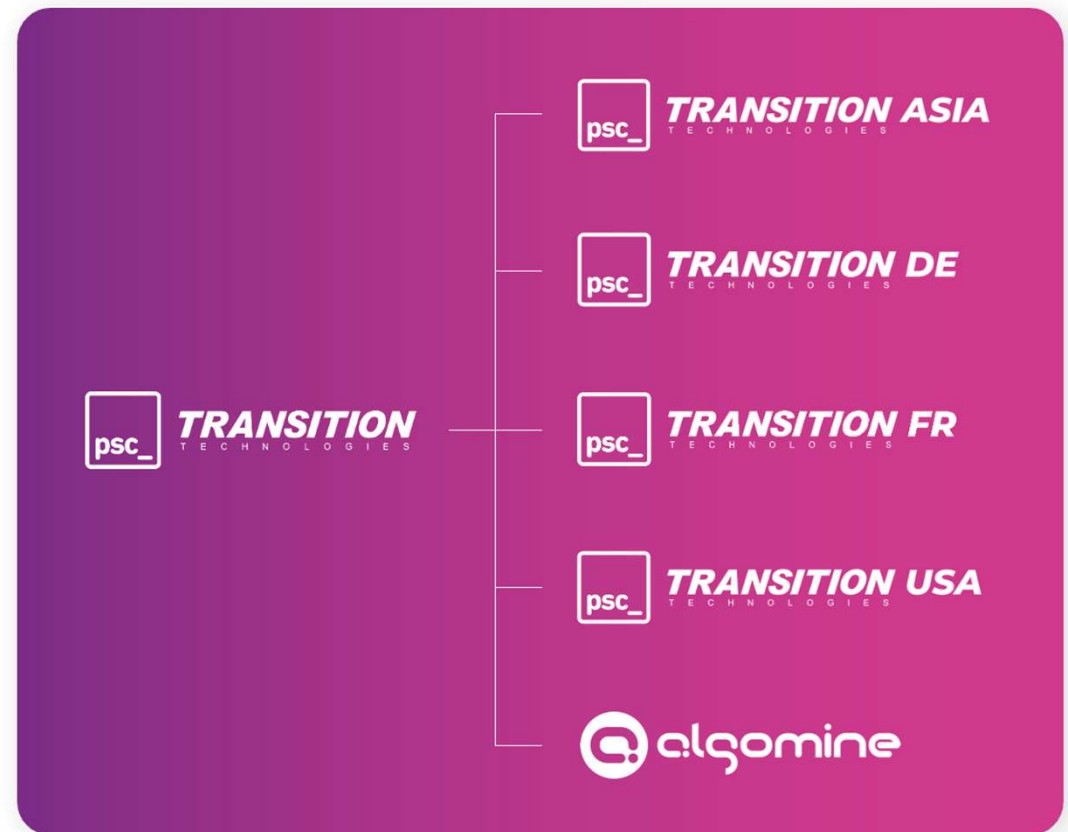 psc_ TRANSITION ASIA
TECHNOLOGIES
psc_ TRANSITION DE
TECHNOLOGIES
psc_ TRANSITION
TECHNOLOGIES
psc_ TRANSITION FR
TECHNOLOGIES
psc_ TRANSITION USA
TECHNOLOGIES
algomine